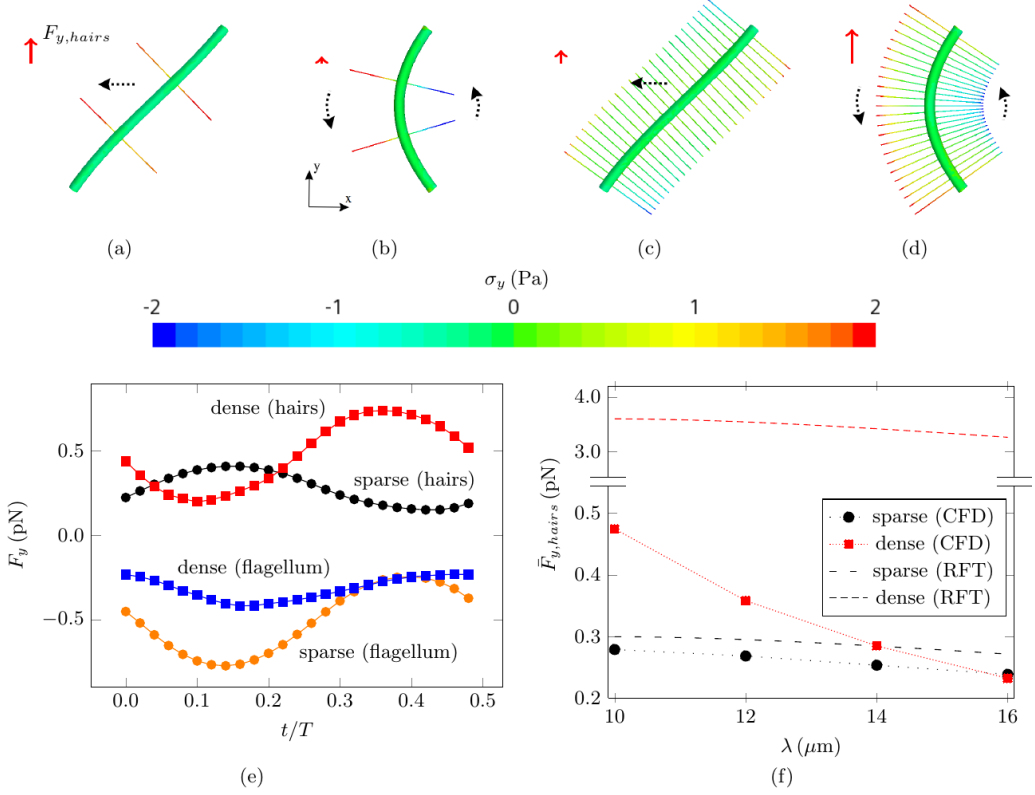 F_{y,hairs}
y
x
(a)
(b)
(c)
(d)
σ_y (Pa)
-2 -1 0 1 2
dense (hairs)
sparse (hairs)
dense (flagellum)
sparse (flagellum)
0.5
0.0
−0.5
F_y (pN)
0.0 0.1 0.2 0.3 0.4 0.5
t/T
(e)
4.0
3.0
0.5
0.4
0.3
0.2
F̄_{y,hairs} (pN)
sparse (CFD)
dense (CFD)
sparse (RFT)
dense (RFT)
10 12 14 16
λ (μm)
(f)